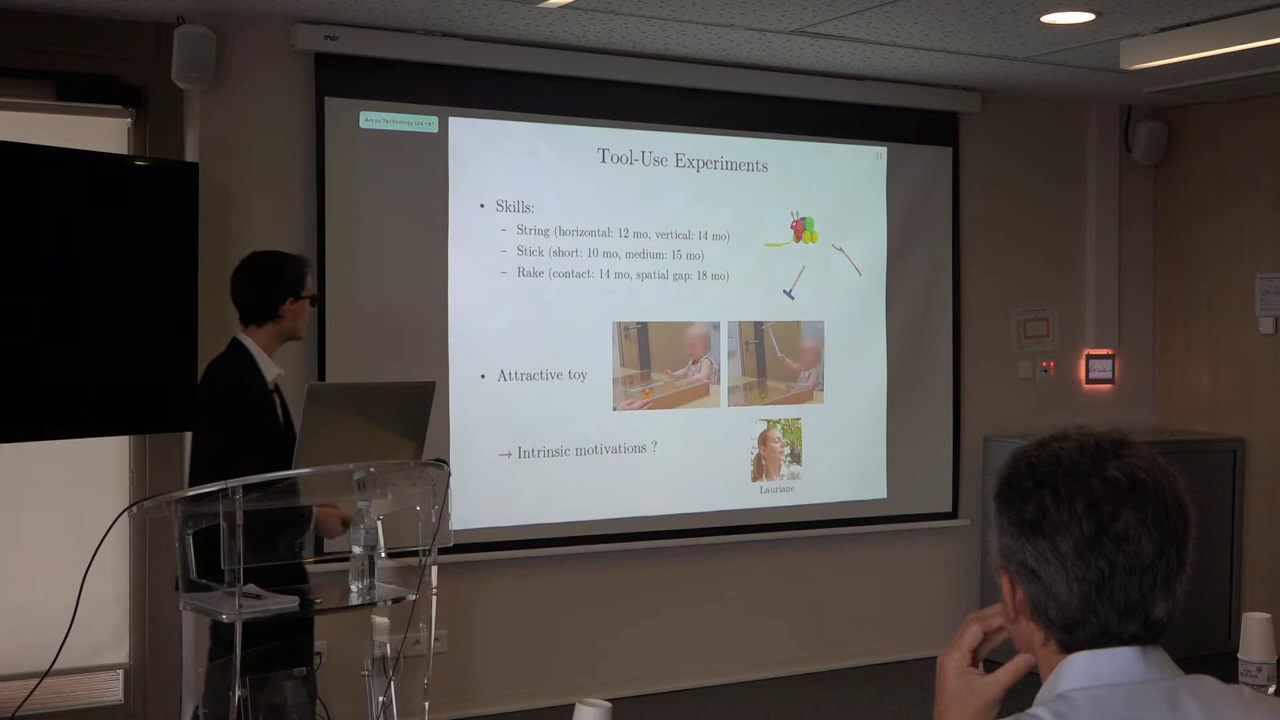 Tool-Use Experiments
11
• Skills:
– String (horizontal: 12 mo, vertical: 14 mo)
– Stick (short: 10 mo, medium: 15 mo)
– Rake (contact: 14 mo, spatial gap: 18 mo)
• Attractive toy
→ Intrinsic motivations ?
Lauriane